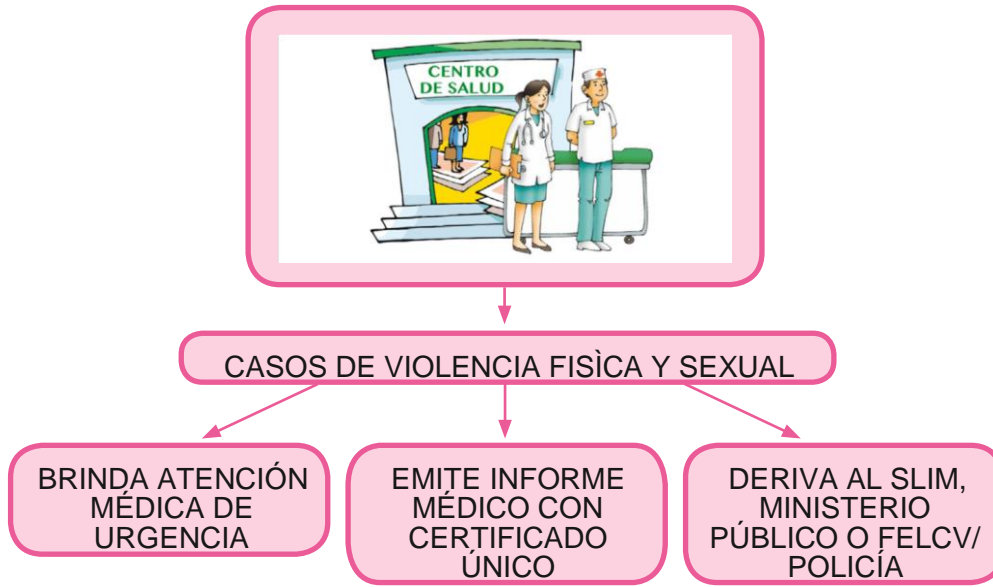 CENTRO
DE SALUD
CASOS DE VIOLENCIA FISÌCA Y SEXUAL
BRINDA ATENCIÓN
MÉDICA DE
URGENCIA
EMITE INFORME
MÉDICO CON
CERTIFICADO
ÚNICO
DERIVA AL SLIM,
MINISTERIO
PÚBLICO O FELCV/
POLICÍA